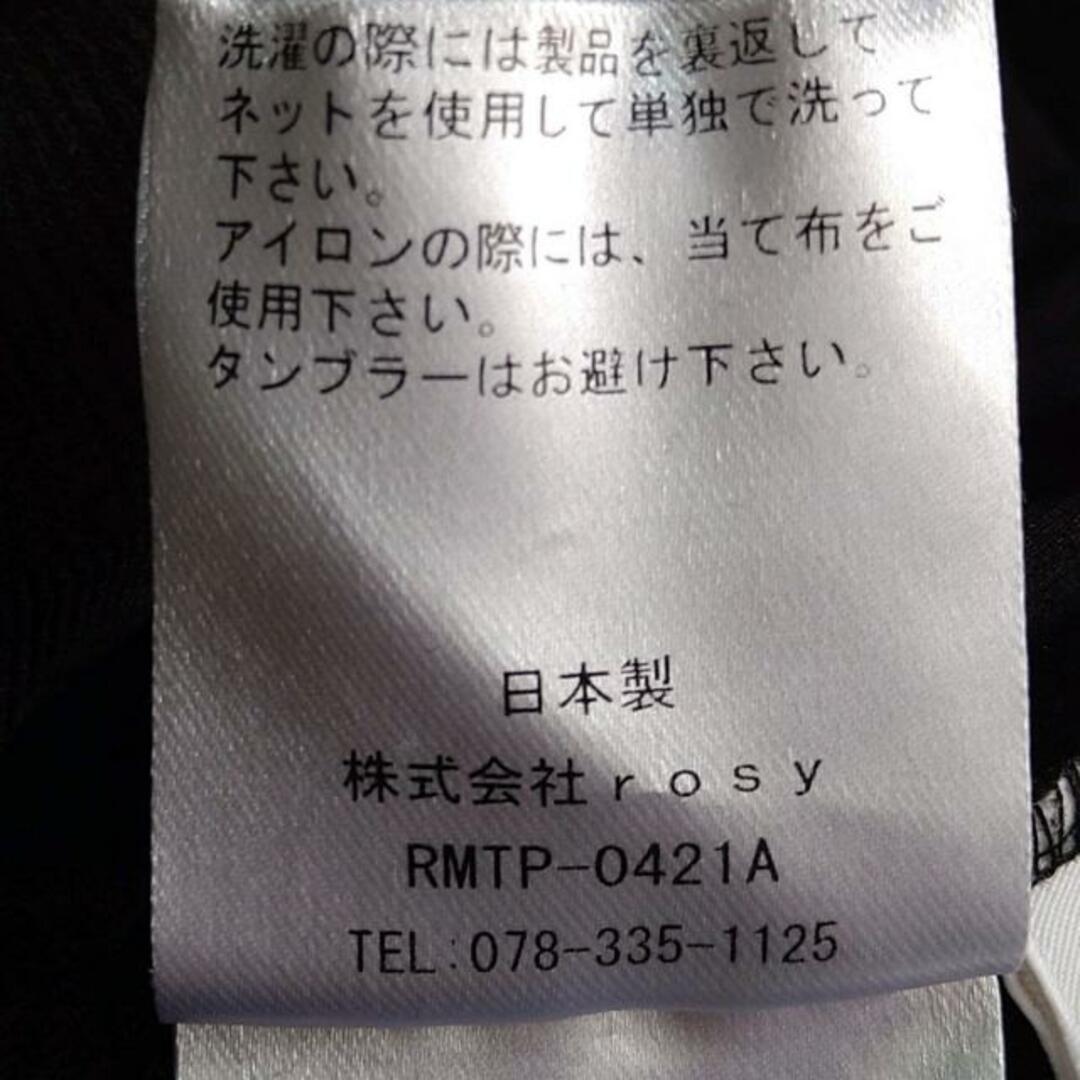 洗濯の際には製品を裏返して
ネットを使用して単独で洗って
下さい。
アイロンの際には、当て布をご
使用下さい。
タンブラーはお避け下さい。
日本製
株式会社rosy
RMTP-0421A
TEL:078-335-1125